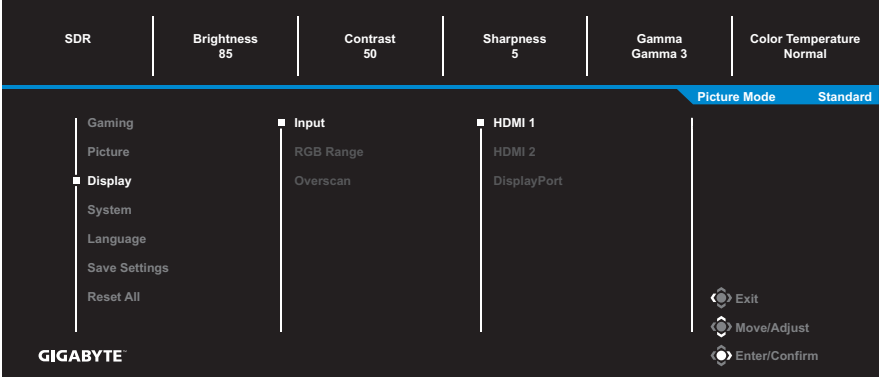 SDR Brightness Contrast Sharpness Gamma Color Temperature
85 50 5 Gamma 3 Normal
Picture Mode Standard
Gaming Input HDMI 1
Picture RGB Range HDMI 2
Display Overscan DisplayPort
System
Language
Save Settings
Reset All
Exit
Move/Adjust
GIGABYTE Enter/Confirm